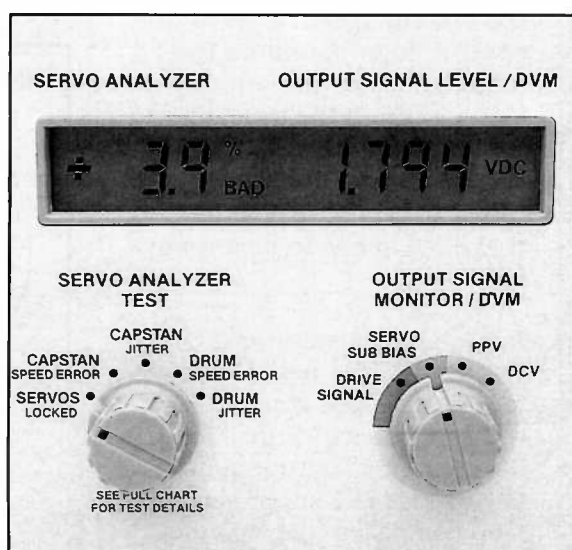 SERVO ANALYZER
OUTPUT SIGNAL LEVEL / DVM
+ 3.9 % BAD
1.794 VDC
SERVO ANALYZER
TEST
CAPSTAN
JITTER
CAPSTAN
SPEED ERROR
DRUM
SPEED ERROR
SERVOS
LOCKED
DRUM
JITTER
SEE PULL CHART
FOR TEST DETAILS
OUTPUT SIGNAL
MONITOR / DVM
SERVO
SUB BIAS
PPV
DRIVE
SIGNAL
DCV